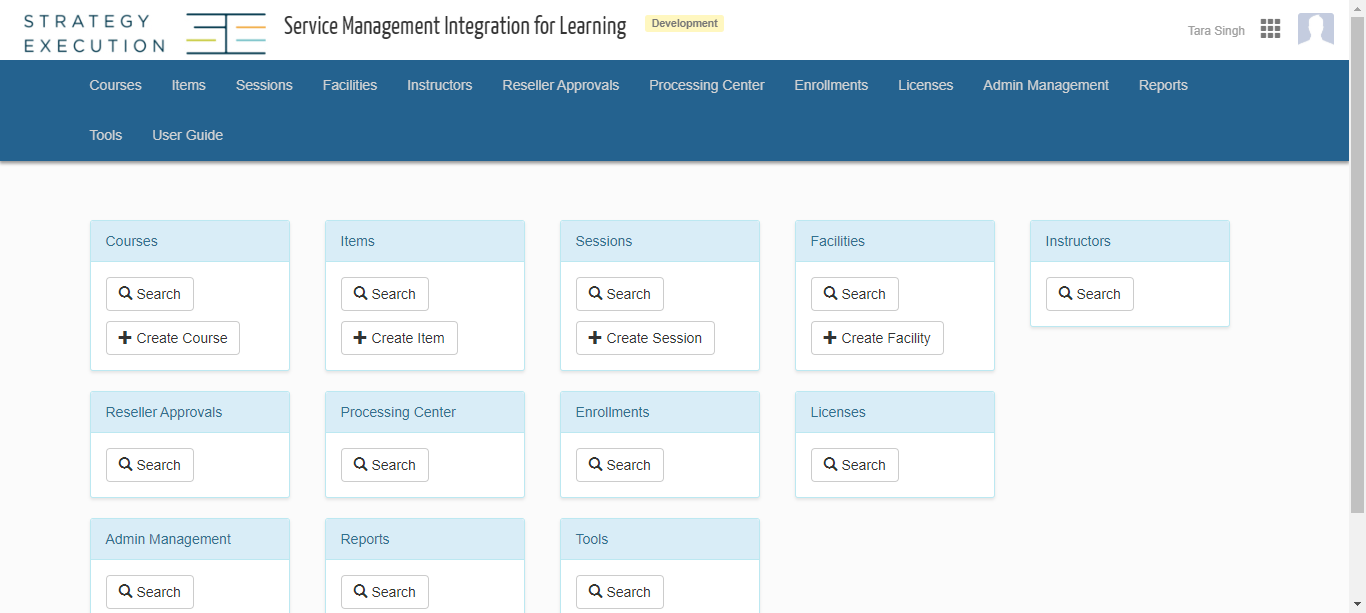 STRATEGY
EXECUTION
Service Management Integration for Learning
Development
Tara Singh
Courses Items Sessions Facilities Instructors Reseller Approvals Processing Center Enrollments Licenses Admin Management Reports
Tools User Guide
Courses Items Sessions Facilities Instructors
Search Search Search Search Search
Create Course Create Item Create Session Create Facility
Reseller Approvals Processing Center Enrollments Licenses
Search Search Search Search
Admin Management Reports Tools
Search Search Search